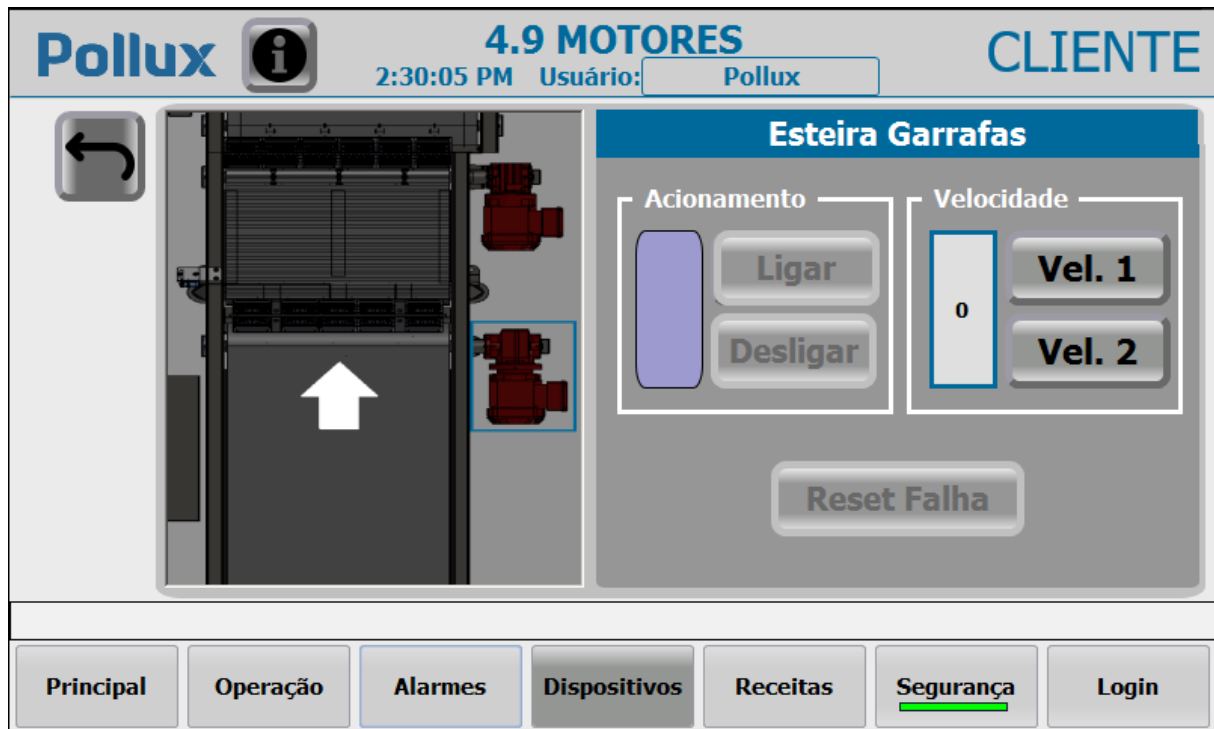 Pollux
i
4.9 MOTORES
CLIENTE
2:30:05 PM Usuário: Pollux
Esteira Garrafas
Acionamento
Velocidade
Ligar
Desligar
0
Vel. 1
Vel. 2
Reset Falha
Principal
Operação
Alarmes
Dispositivos
Receitas
Segurança
Login